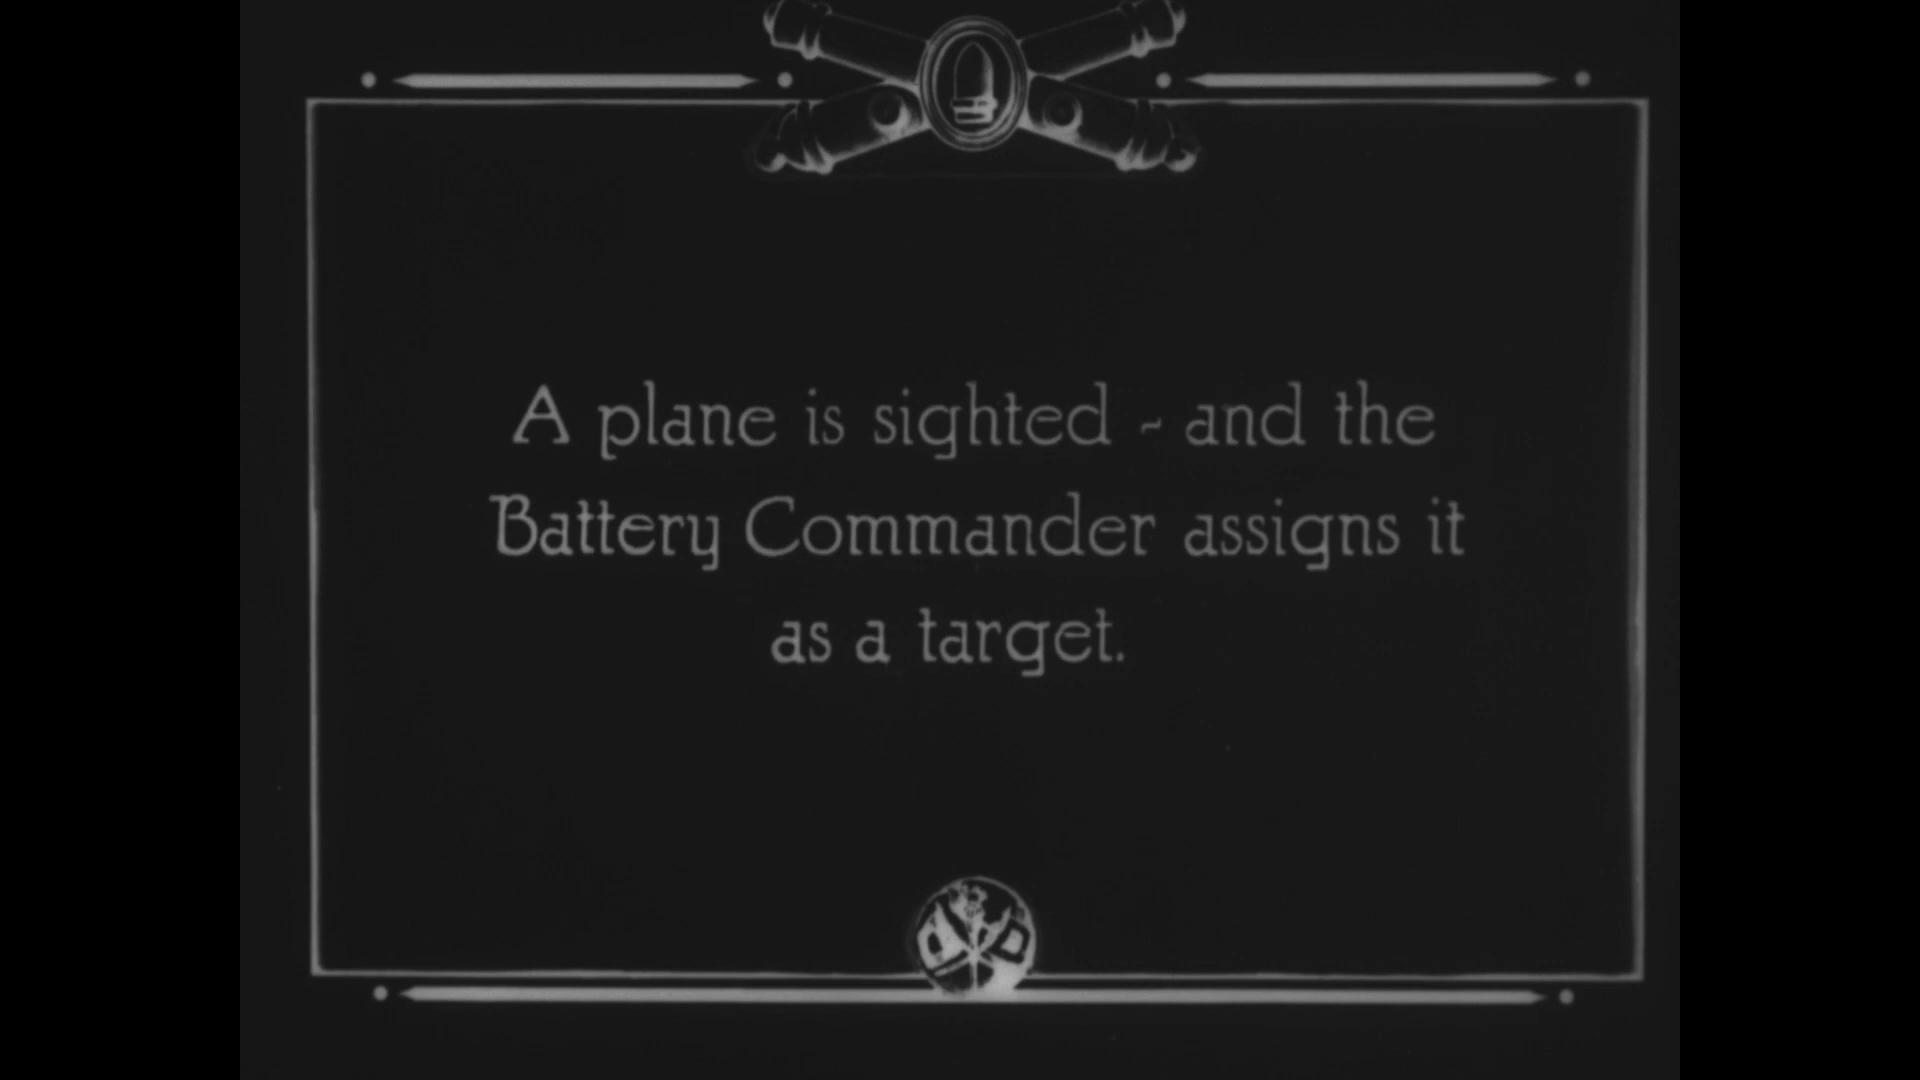 A plane is sighted - and the
Battery Commander assigns it
as a target.